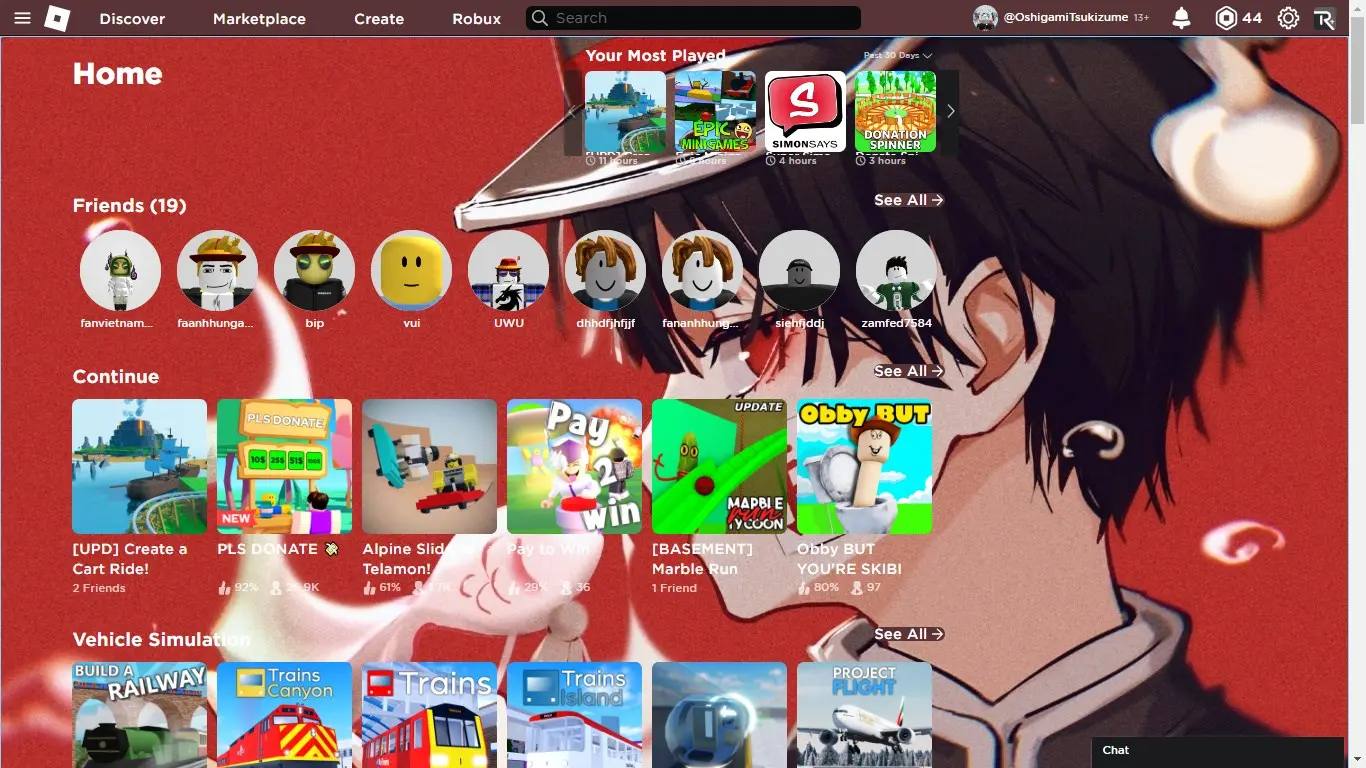 Discover
Marketplace
Create
Robux
Search
@OshigamiTsukizume 13+
44
Home
Your Most Played
Past 30 Days
EPIC
MINIGAMES
S
SIMONSAYS
DONATION
SPINNER
11 hours
hours
4 hours
3 hours
Friends (19)
See All →
fanvietnam...
faanhhunga...
bip
vui
UWU
dhhdfjhfjjf
fananhhung...
siehfjddj
zamfed7584
Continue
See All →
PLS DONATE
10$ 25$ 51$ 100$
NEW
Pay
2
win
UPDATE
MARBLE
run
TYCOON
Obby BUT
[UPD] Create a
Cart Ride!
2 Friends
PLS DONATE 💸
92%
Alpine
Telamon!
61%
Pay to Win
29% 36
[BASEMENT]
Marble Run
1 Friend
Obby BUT
YOU'RE SKIBI
80% 97
Vehicle Simulation
See All →
BUILD A
RAILWAY
Trains
Canyon
Trains
Trains
Island
PROJECT
FLIGHT
Chat